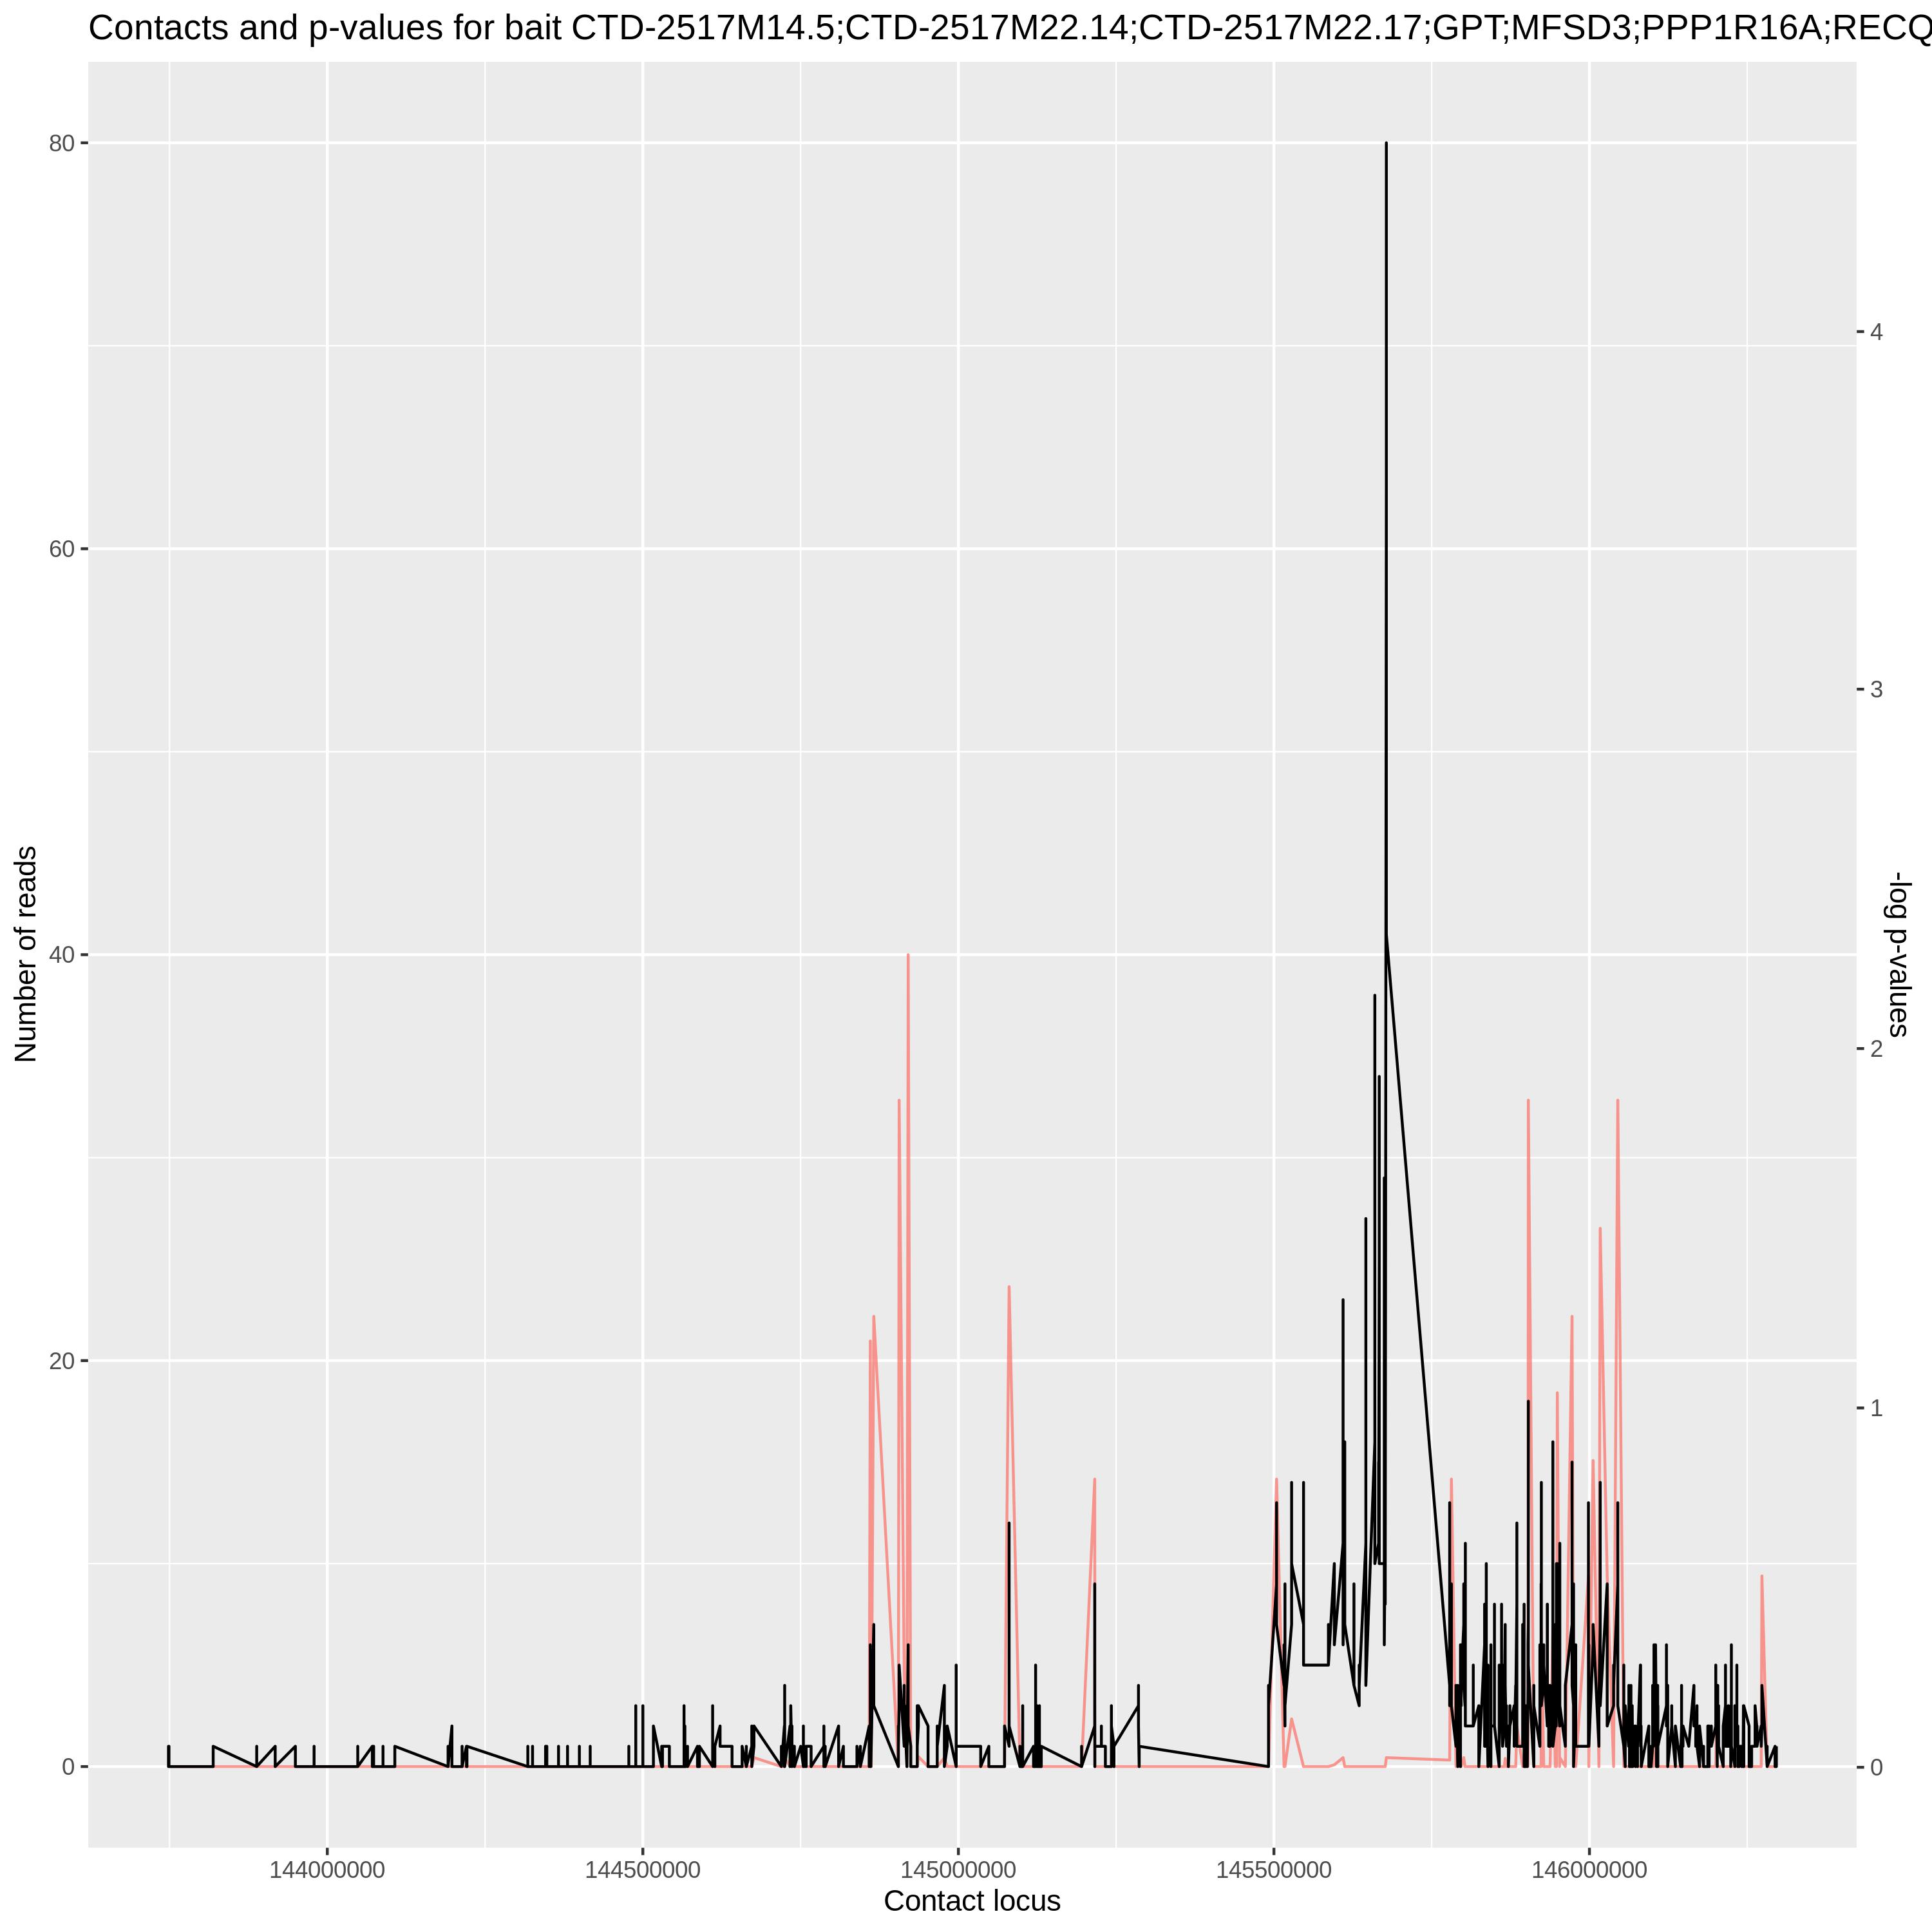 Contacts and p-values for bait CTD-2517M14.5;CTD-2517M22.14;CTD-2517M22.17;GPT;MFSD3;PPP1R16A;RECQ
80
60
40
20
0
Number of reads
4
3
2
1
0
-log p-values
144000000 144500000 145000000 145500000 146000000
Contact locus